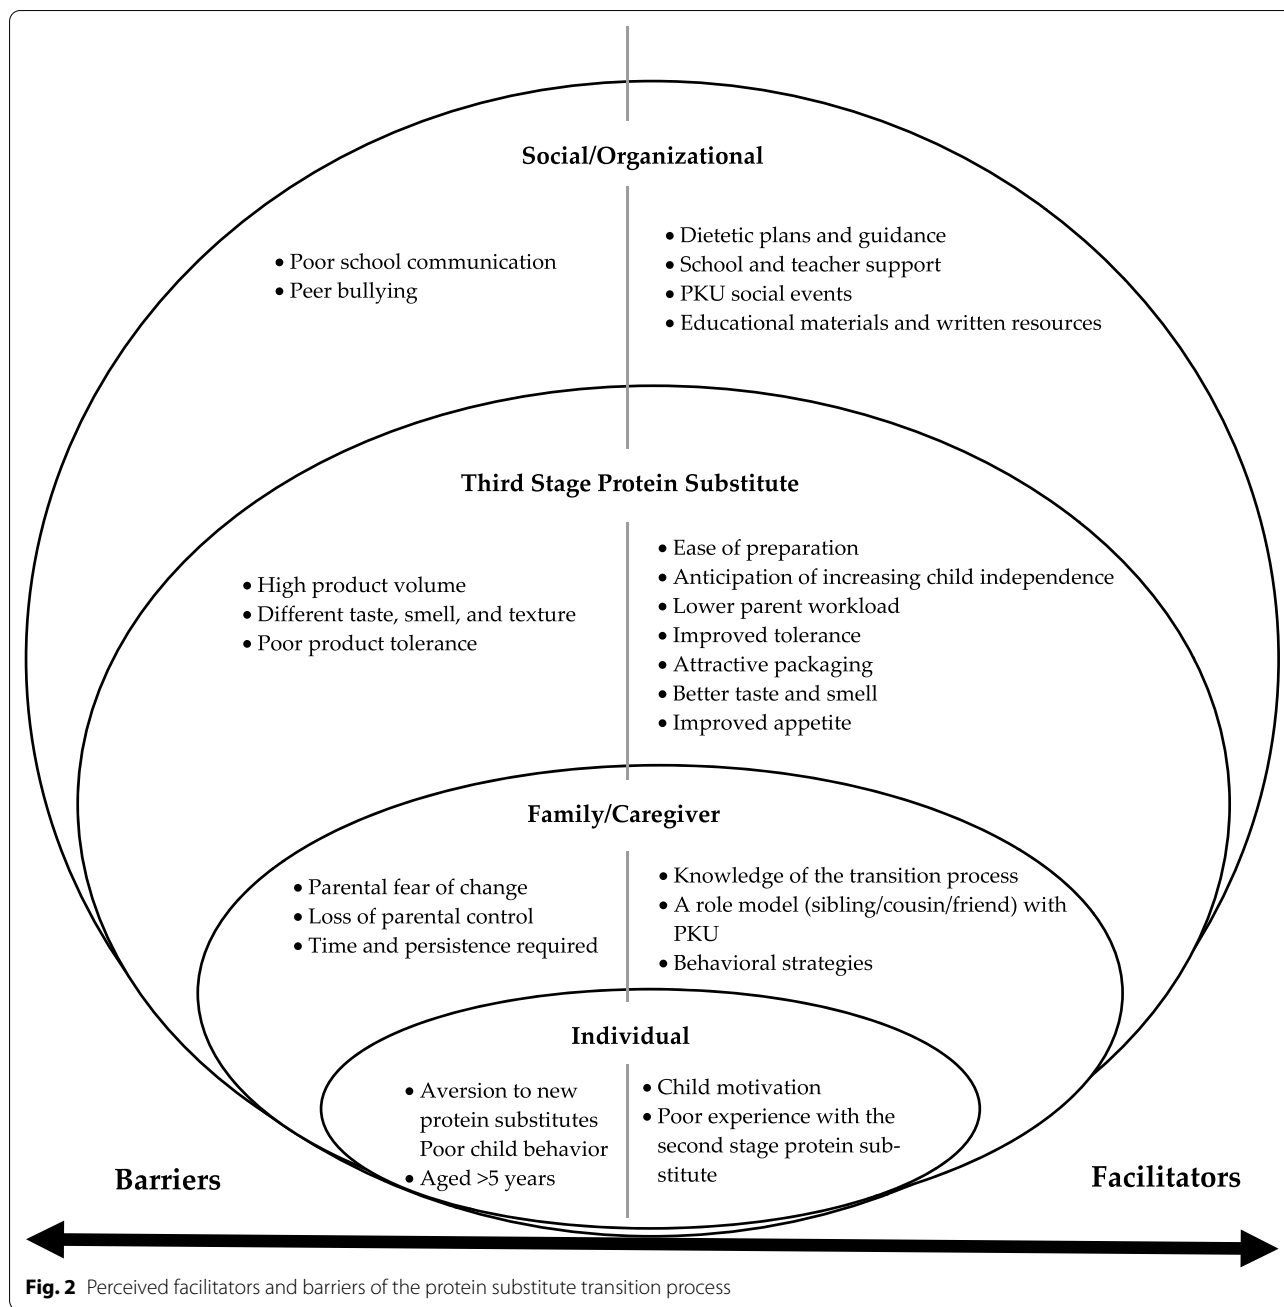 Social/Organizational
• Poor school communication
• Peer bullying
• Dietetic plans and guidance
• School and teacher support
• PKU social events
• Educational materials and written resources
Third Stage Protein Substitute
• High product volume
• Different taste, smell, and texture
• Poor product tolerance
• Ease of preparation
• Anticipation of increasing child independence
• Lower parent workload
• Improved tolerance
• Attractive packaging
• Better taste and smell
• Improved appetite
Family/Caregiver
• Parental fear of change
• Loss of parental control
• Time and persistence required
• Knowledge of the transition process
• A role model (sibling/cousin/friend) with
PKU
• Behavioral strategies
Individual
• Aversion to new
protein substitutes
Poor child behavior
• Aged >5 years
• Child motivation
• Poor experience with the
second stage protein sub-
stitute
Barriers
Facilitators
Fig. 2 Perceived facilitators and barriers of the protein substitute transition process